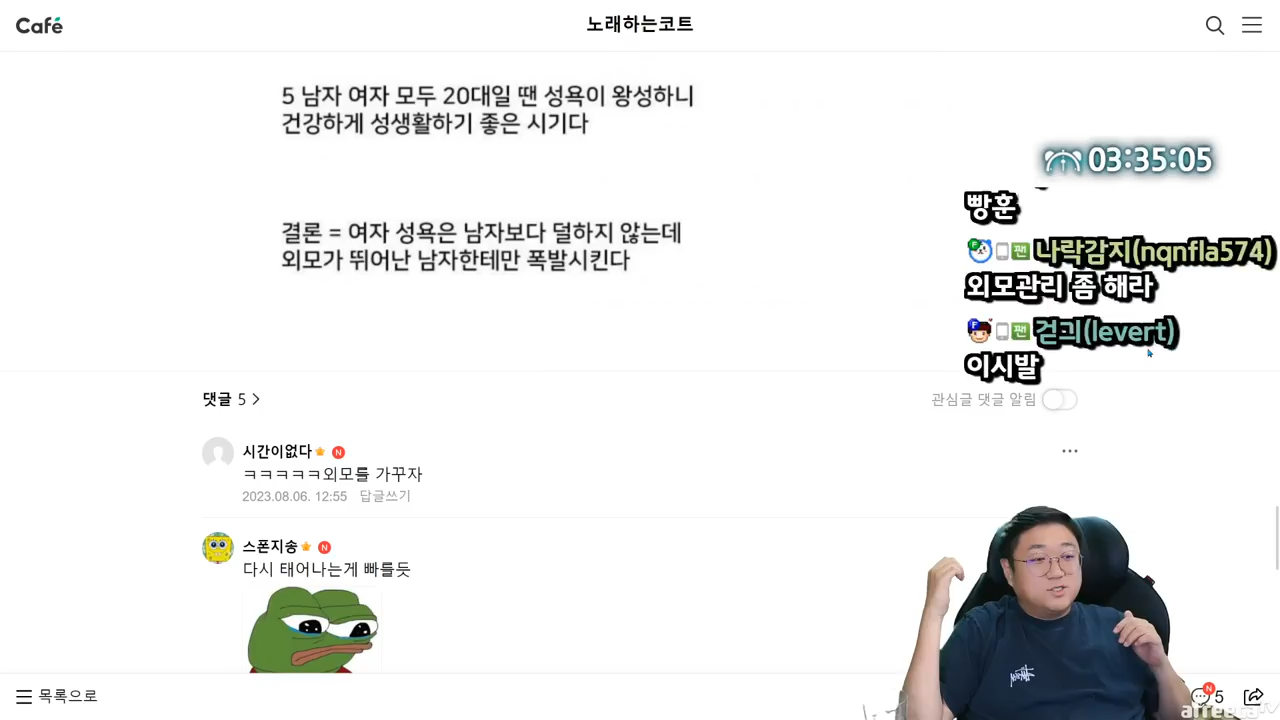 Café
노래하는코트
5 남자 여자 모두 20대일 땐 성욕이 왕성하니
건강하게 성생활하기 좋은 시기다
결론 = 여자 성욕은 남자보다 덜하지 않는데
외모가 뛰어난 남자한테만 폭발시킨다
03:35:05
빵훈
F 팬 나락감지(nqnfla574)
외모관리 좀 해라
F 팬 걷긔(levert)
이시발
댓글 5
관심글 댓글 알림
시간이없다 N
ㅋㅋㅋㅋㅋ외모를 가꾸자
2023.08.06. 12:55 답글쓰기
스폰지송 N
다시 태어나는게 빠를듯
목록으로
N
5
afreecaTV